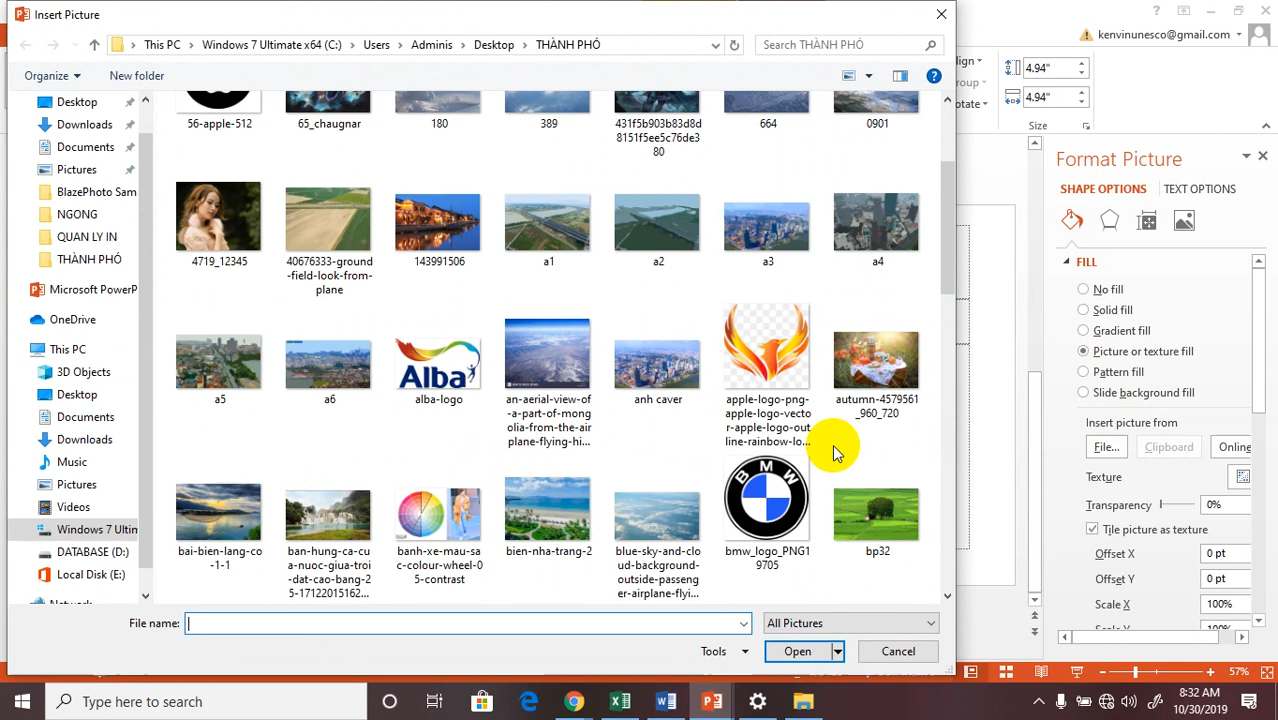 Insert Picture
This PC
Windows 7 Ultimate x64 (C:)
Users
Adminis
Desktop
THÀNH PHỐ
Search THÀNH PHỐ
Organize
New folder
Desktop
Downloads
Documents
Pictures
BlazePhoto Sam
NGONG
QUAN LY IN
THÀNH PHỐ
Microsoft PowerP
OneDrive
This PC
3D Objects
Desktop
Documents
Downloads
Music
Pictures
Videos
Windows 7 Ultim
DATABASE (D:)
Local Disk (E:)
Network
56-apple-512
65_chaugnar
180
389
431f5b903b83d8d
8151f5ee5c76de3
80
664
0901
4719_12345
40676333-ground
-field-look-from-
plane
143991506
a1
a2
a3
a4
a5
a6
Alba
alba-logo
an-aerial-view-of
-a-part-of-mong
olia-from-the-air
plane-flying-hi...
anh caver
apple-logo-png-
apple-logo-vecto
r-apple-logo-out
line-rainbow-lo...
autumn-4579561
_960_720
bai-bien-lang-co
-1-1
ban-hung-ca-cu
a-nuoc-giua-troi
-dat-cao-bang-2
5-17122015162...
banh-xe-mau-sa
c-colour-wheel-0
5-contrast
bien-nha-trang-2
blue-sky-and-clo
ud-background-
outside-passeng
er-airplane-flyi...
BMW
bmw_logo_PNG1
9705
bp32
File name:
All Pictures
Tools
Open
Cancel
kenvinunesco@gmail.com
lign
roup
otate
4.94"
4.94"
Size
Format Picture
SHAPE OPTIONS
TEXT OPTIONS
FILL
No fill
Solid fill
Gradient fill
Picture or texture fill
Pattern fill
Slide background fill
Insert picture from
File...
Clipboard
Online
Texture
Transparency
0%
Tile picture as texture
Offset X
0 pt
Offset Y
0 pt
Scale X
100%
Scale Y
100%
57%
Type here to search
8:32 AM
10/30/2019